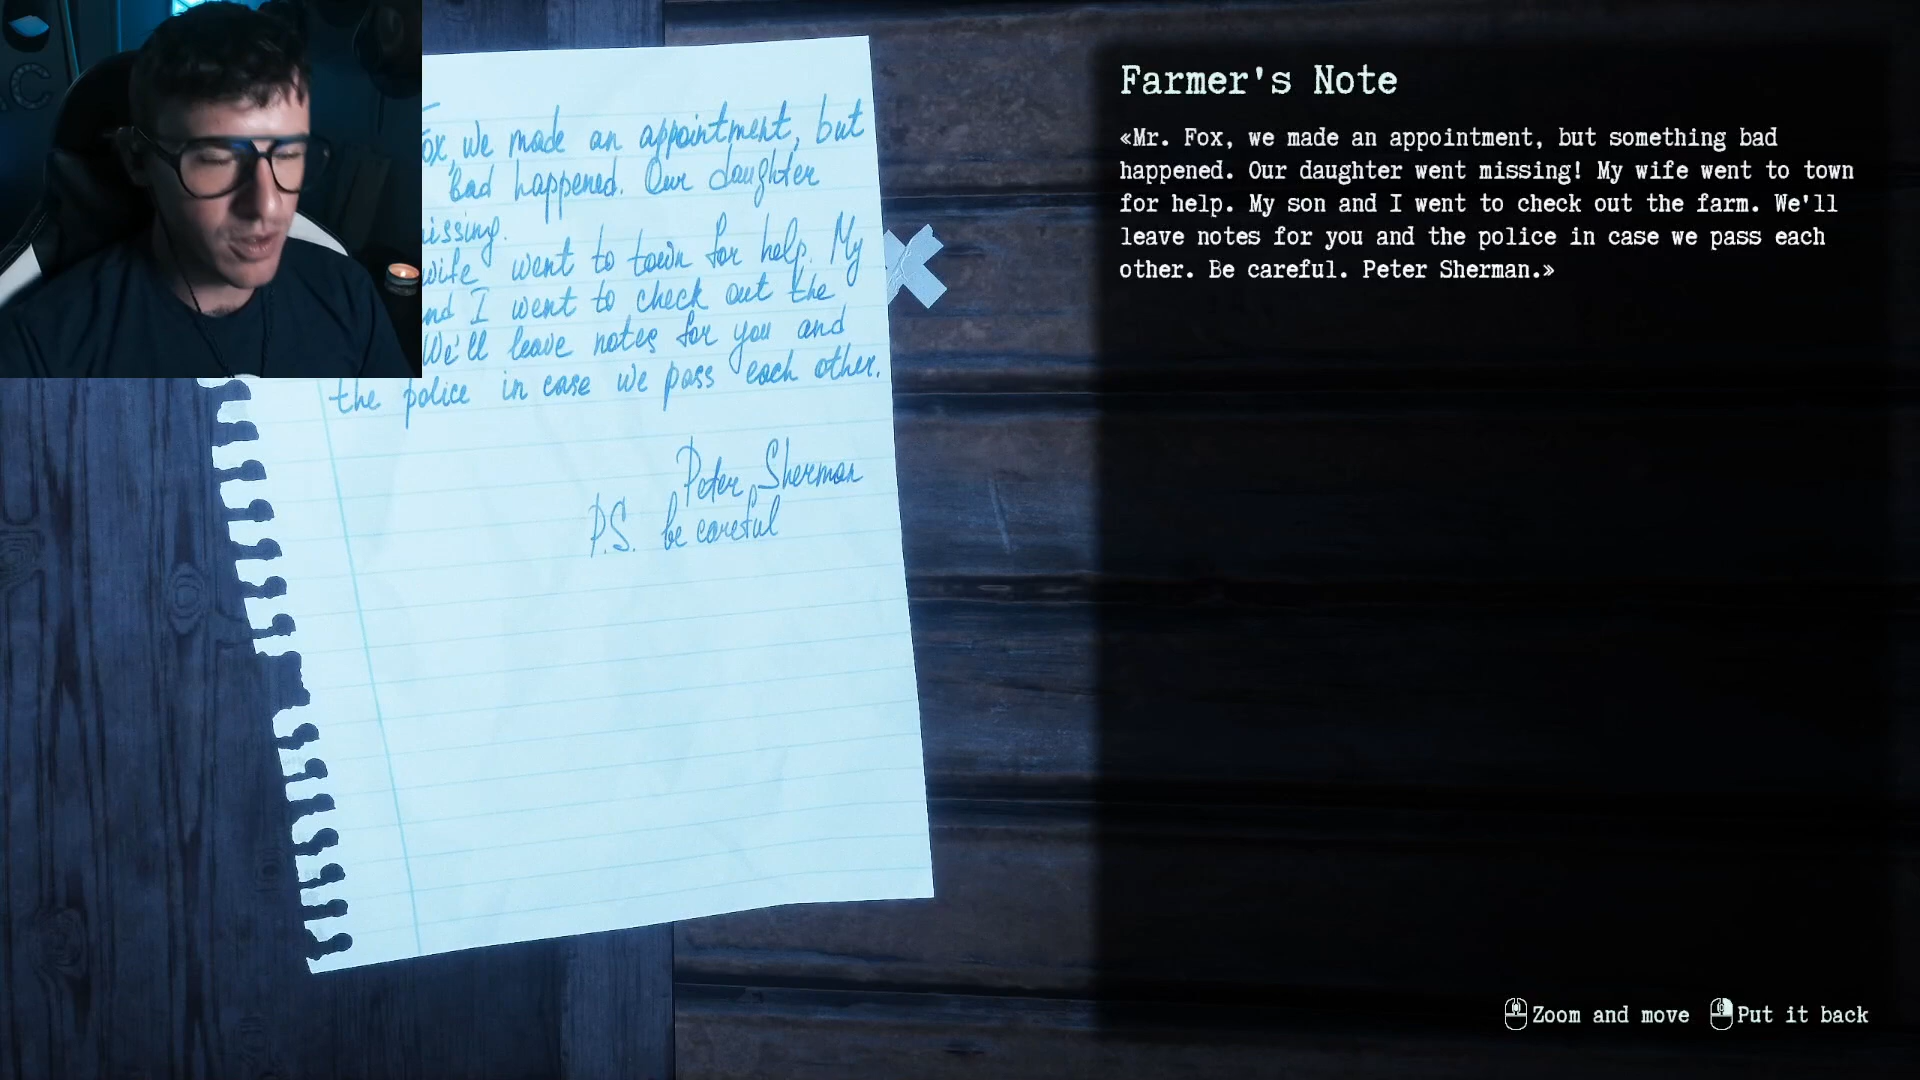 Farmer's Note
«Mr. Fox, we made an appointment, but something bad
happened. Our daughter went missing! My wife went to town
for help. My son and I went to check out the farm. We'll
leave notes for you and the police in case we pass each
other. Be careful. Peter Sherman.»
we made an appointment, but
bad happened. Our daughter
wife went to town for help. My
I went to check out the
We'll leave notes for you and
the police in case we pass each other.
Peter Sherman
P.S. be careful
Zoom and move
Put it back